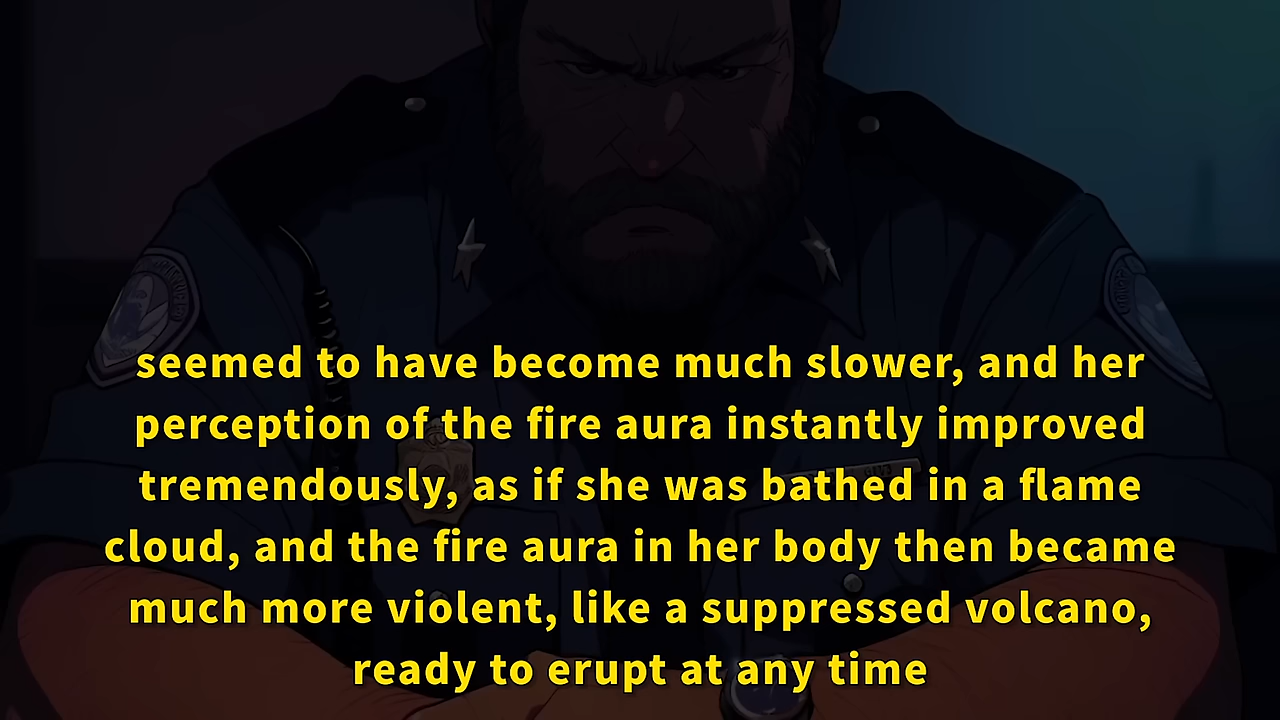 seemed to have become much slower, and her
perception of the fire aura instantly improved
tremendously, as if she was bathed in a flame
cloud, and the fire aura in her body then became
much more violent, like a suppressed volcano,
ready to erupt at any time